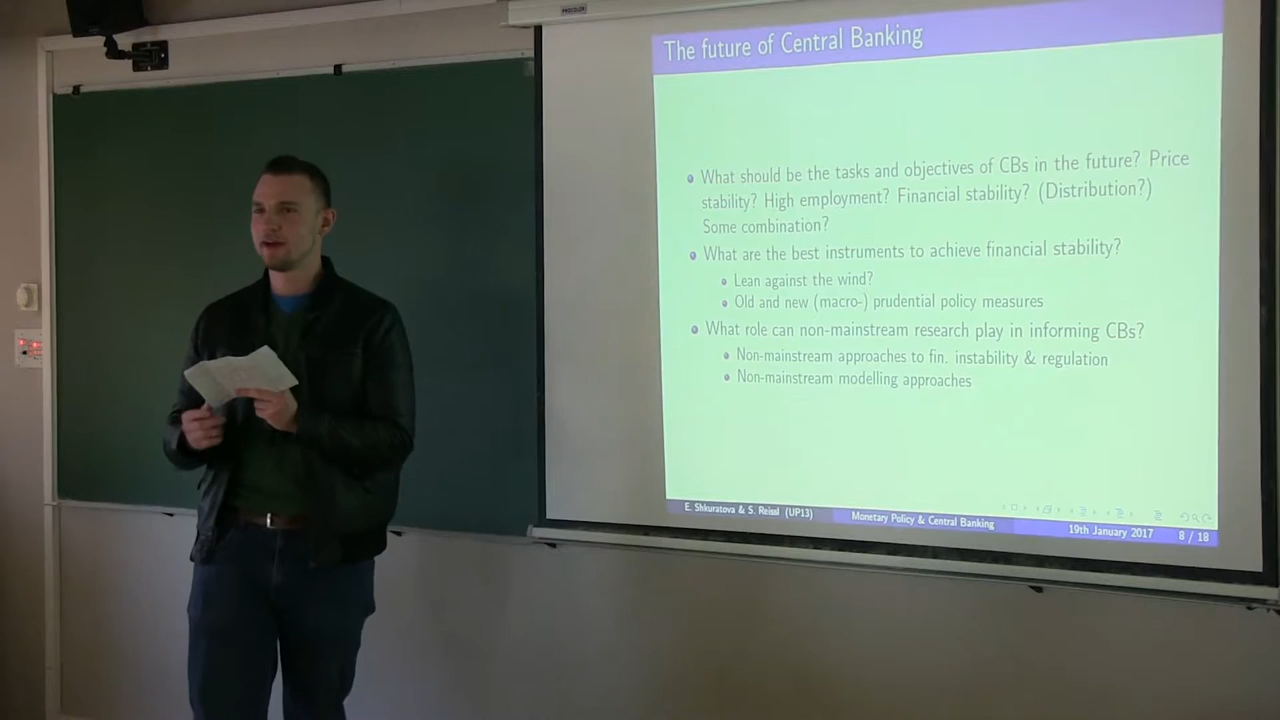 PROCOLOR
The future of Central Banking
What should be the tasks and objectives of CBs in the future? Price
stability? High employment? Financial stability? (Distribution?)
Some combination?
What are the best instruments to achieve financial stability?
Lean against the wind?
Old and new (macro-) prudential policy measures
What role can non-mainstream research play in informing CBs?
Non-mainstream approaches to fin. instability & regulation
Non-mainstream modelling approaches
E. Shkuratova & S. Reissl (UP13) Monetary Policy & Central Banking 19th January 2017 8 / 18